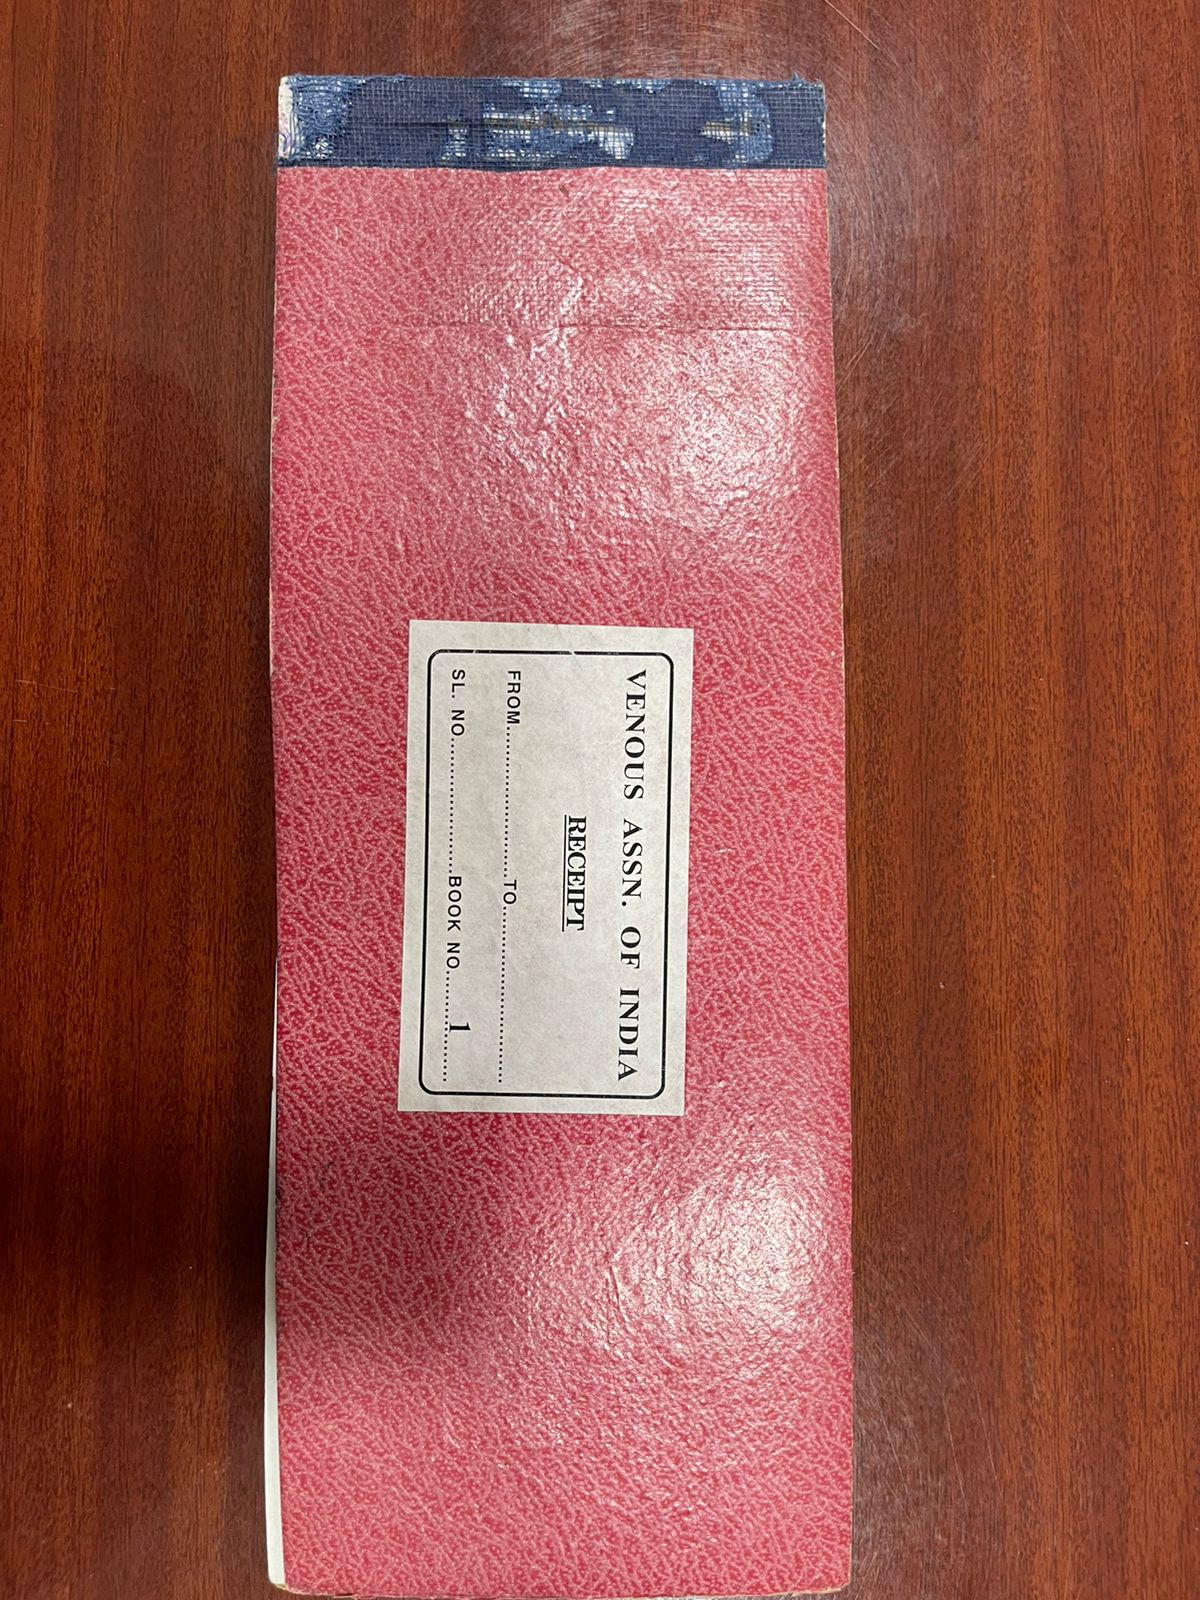 VENOUS ASSN. OF INDIA
RECEIPT
FROM....................TO........................
SL. NO..................BOOK NO.........1.......